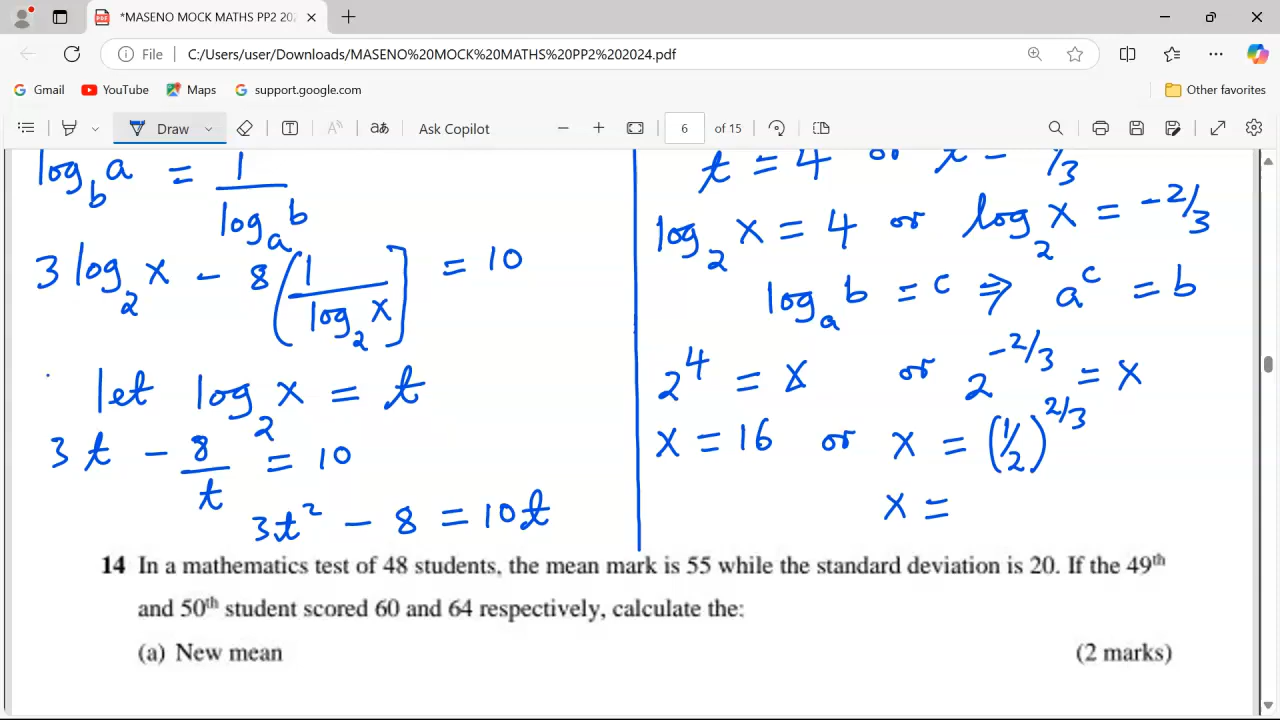 *MASENO MOCK MATHS PP2 202
File C:/Users/user/Downloads/MASENO%20MOCK%20MATHS%20PP2%202024.pdf
Gmail YouTube Maps support.google.com Other favorites
Draw Ask Copilot 6 of 15
log_b a = 1/log_a b
3 log_2 x - 8(1/log_2 x] = 10
let log_2 x = t
3t - 8/t = 10
3t² - 8 = 10t
t = 4 or
log_2 x = 4 or log_2 x = -2/3
log_a b = c ⇒ a^c = b
2^4 = x or 2^(-2/3) = x
x = 16 or x = (1/2)^(2/3)
x =
14 In a mathematics test of 48 students, the mean mark is 55 while the standard deviation is 20. If the 49th
and 50th student scored 60 and 64 respectively, calculate the:
(a) New mean (2 marks)